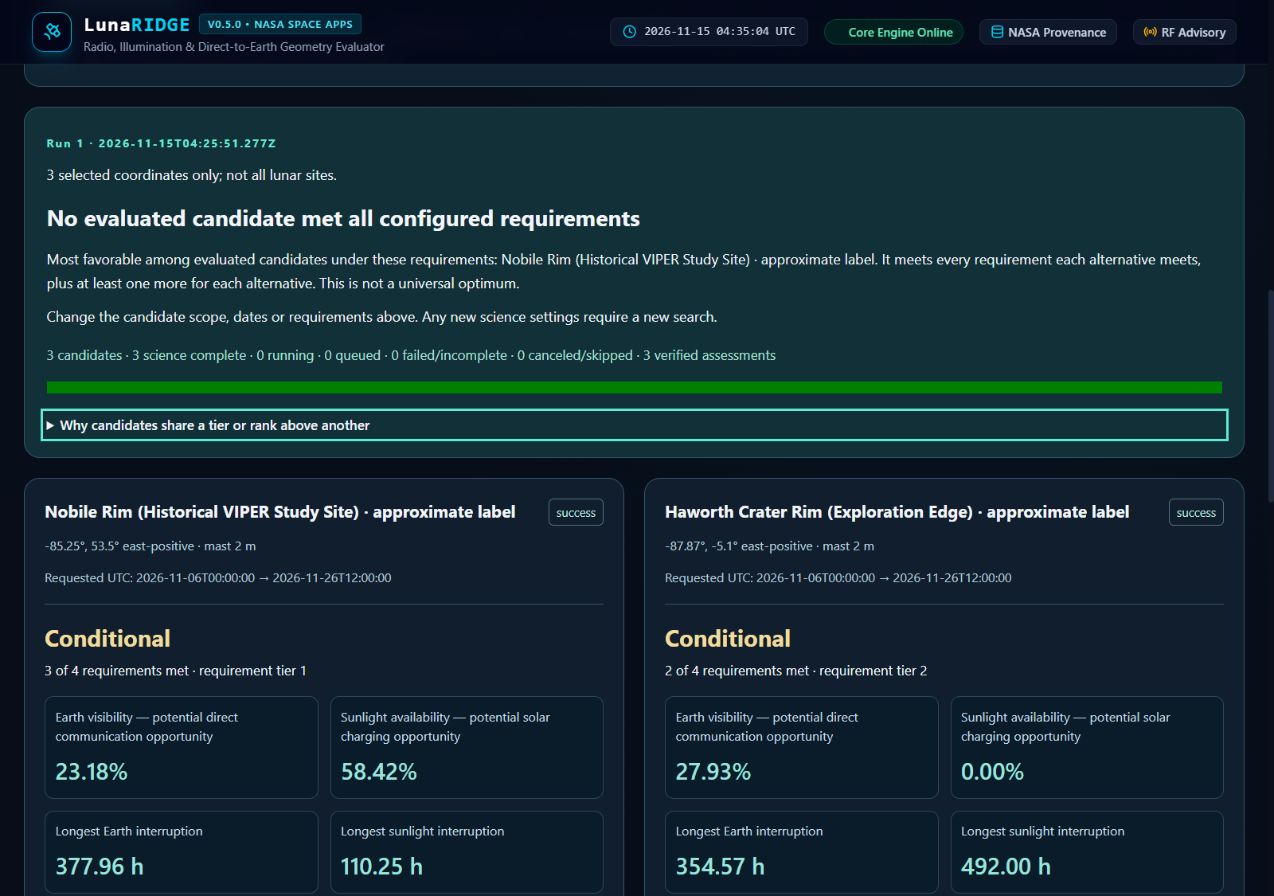 LunaRIDGE V0.5.0 • NASA SPACE APPS
Radio, Illumination & Direct-to-Earth Geometry Evaluator
2026-11-15 04:35:04 UTC
Core Engine Online
NASA Provenance
RF Advisory
Run 1 · 2026-11-15T04:25:51.277Z
3 selected coordinates only; not all lunar sites.
No evaluated candidate met all configured requirements
Most favorable among evaluated candidates under these requirements: Nobile Rim (Historical VIPER Study Site) · approximate label. It meets every requirement each alternative meets,
plus at least one more for each alternative. This is not a universal optimum.
Change the candidate scope, dates or requirements above. Any new science settings require a new search.
3 candidates · 3 science complete · 0 running · 0 queued · 0 failed/incomplete · 0 canceled/skipped · 3 verified assessments
Why candidates share a tier or rank above another
Nobile Rim (Historical VIPER Study Site) · approximate label
success
-85.25°, 53.5° east-positive · mast 2 m
Requested UTC: 2026-11-06T00:00:00 → 2026-11-26T12:00:00
Conditional
3 of 4 requirements met · requirement tier 1
Earth visibility — potential direct
communication opportunity
23.18%
Sunlight availability — potential solar
charging opportunity
58.42%
Longest Earth interruption
377.96 h
Longest sunlight interruption
110.25 h
Haworth Crater Rim (Exploration Edge) · approximate label
success
-87.87°, -5.1° east-positive · mast 2 m
Requested UTC: 2026-11-06T00:00:00 → 2026-11-26T12:00:00
Conditional
2 of 4 requirements met · requirement tier 2
Earth visibility — potential direct
communication opportunity
27.93%
Sunlight availability — potential solar
charging opportunity
0.00%
Longest Earth interruption
354.57 h
Longest sunlight interruption
492.00 h